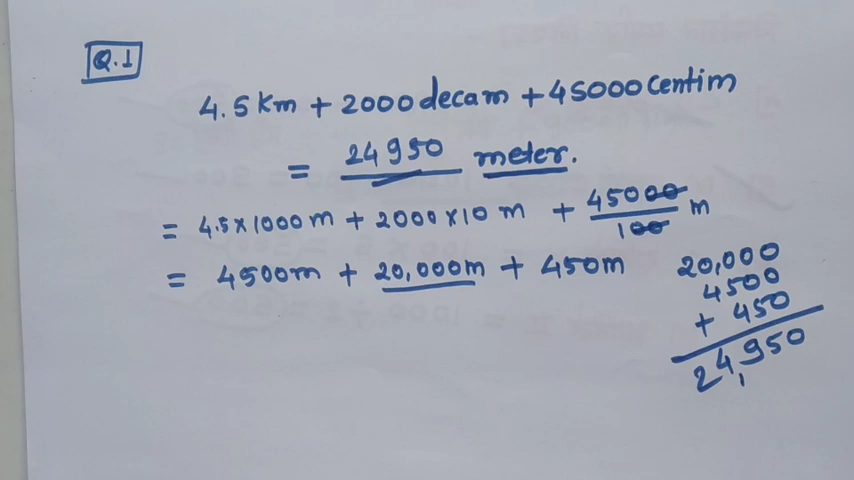 Q.1
4.5 Km + 2000 decam + 45000 centim
= 24950 meter.
= 4.5 x 1000 m + 2000 x 10 m + 45000/100 m
= 4500m + 20,000m + 450m
20,000
4500
+ 450
24,950